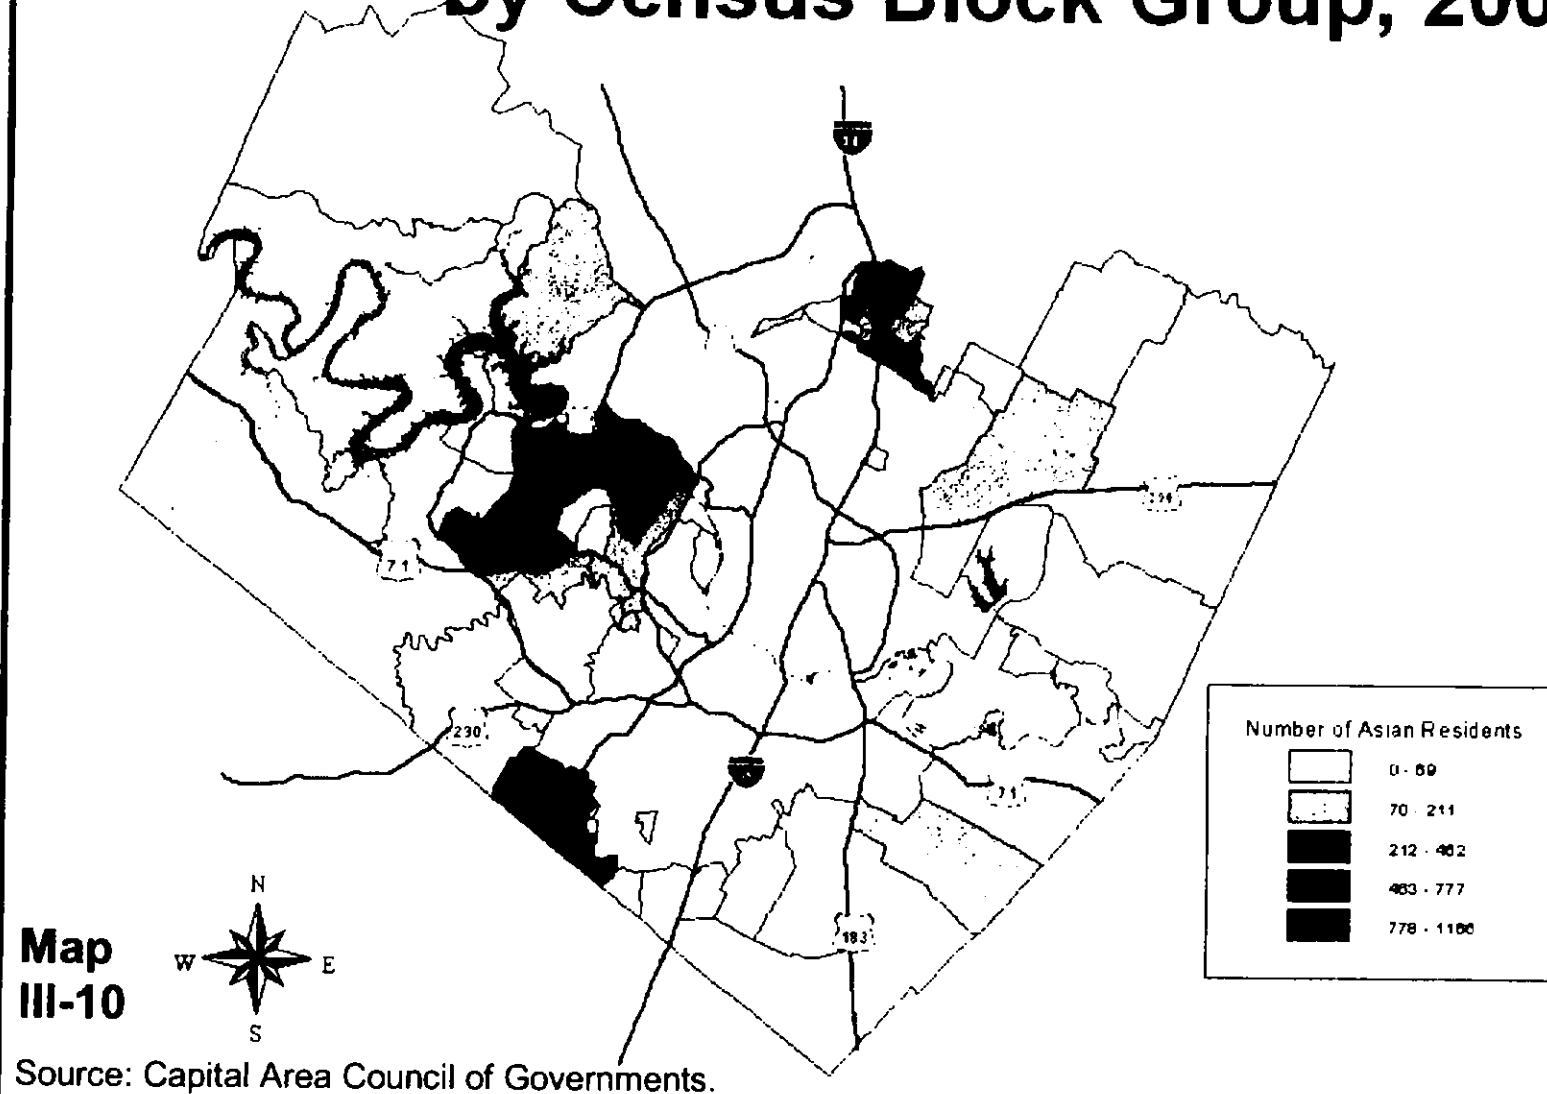 by Census Block Group, 200
71
230
183
71
Number of Asian Residents
0 - 69
70 - 211
212 - 462
463 - 777
778 - 1166
N
W
E
S
Map
III-10
Source: Capital Area Council of Governments.